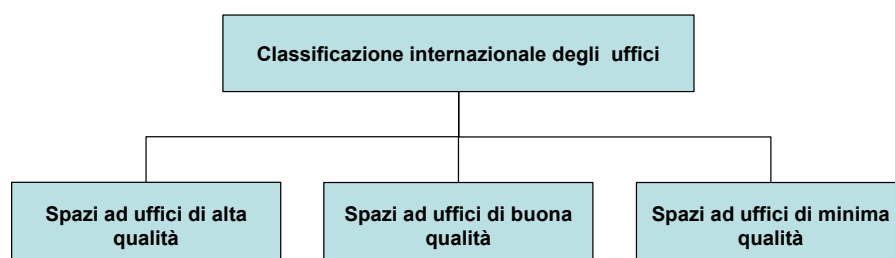 Classificazione internazionale degli uffici
Spazi ad uffici di alta
qualità
Spazi ad uffici di buona
qualità
Spazi ad uffici di minima
qualità